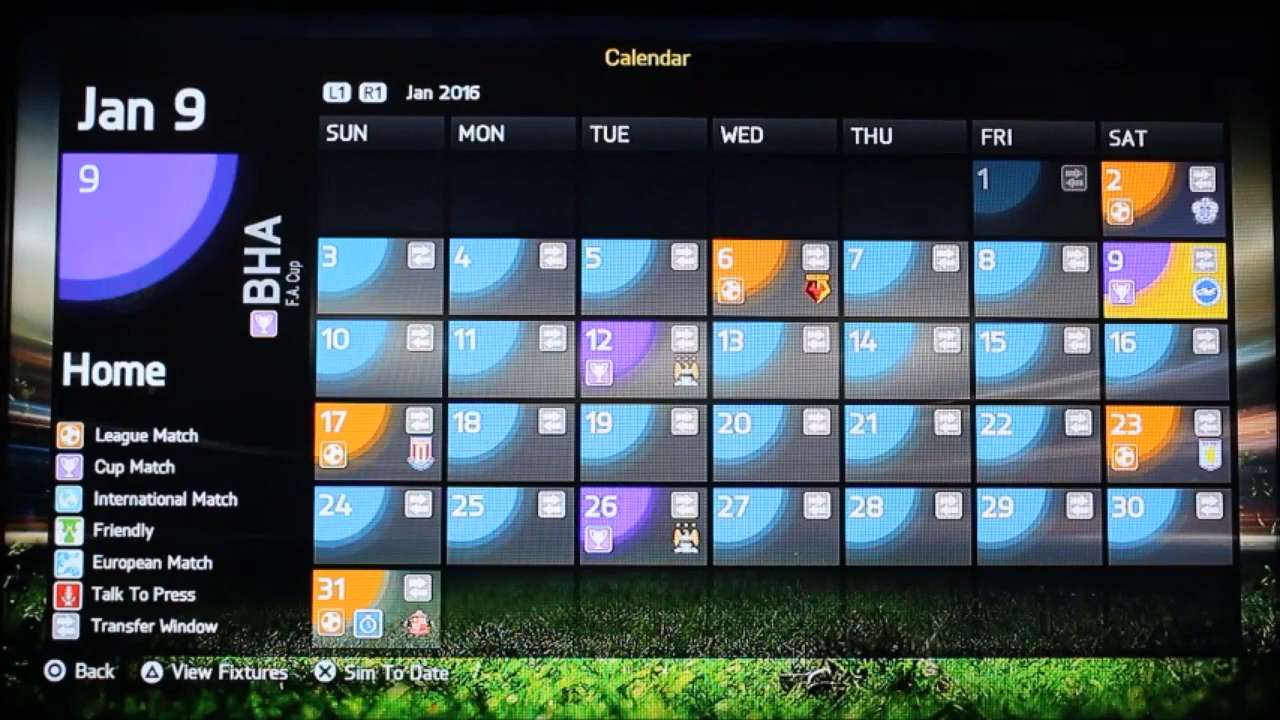 Calendar
Jan 9
L1 R1 Jan 2016
SUN MON TUE WED THU FRI SAT
9
BHA
F.A. Cup
1 2
3 4 5 6 7 8 9
10 11 12 13 14 15 16
17 18 19 20 21 22 23
24 25 26 27 28 29 30
31
Home
League Match
Cup Match
International Match
Friendly
European Match
Talk To Press
Transfer Window
Back View Fixtures Sim To Date